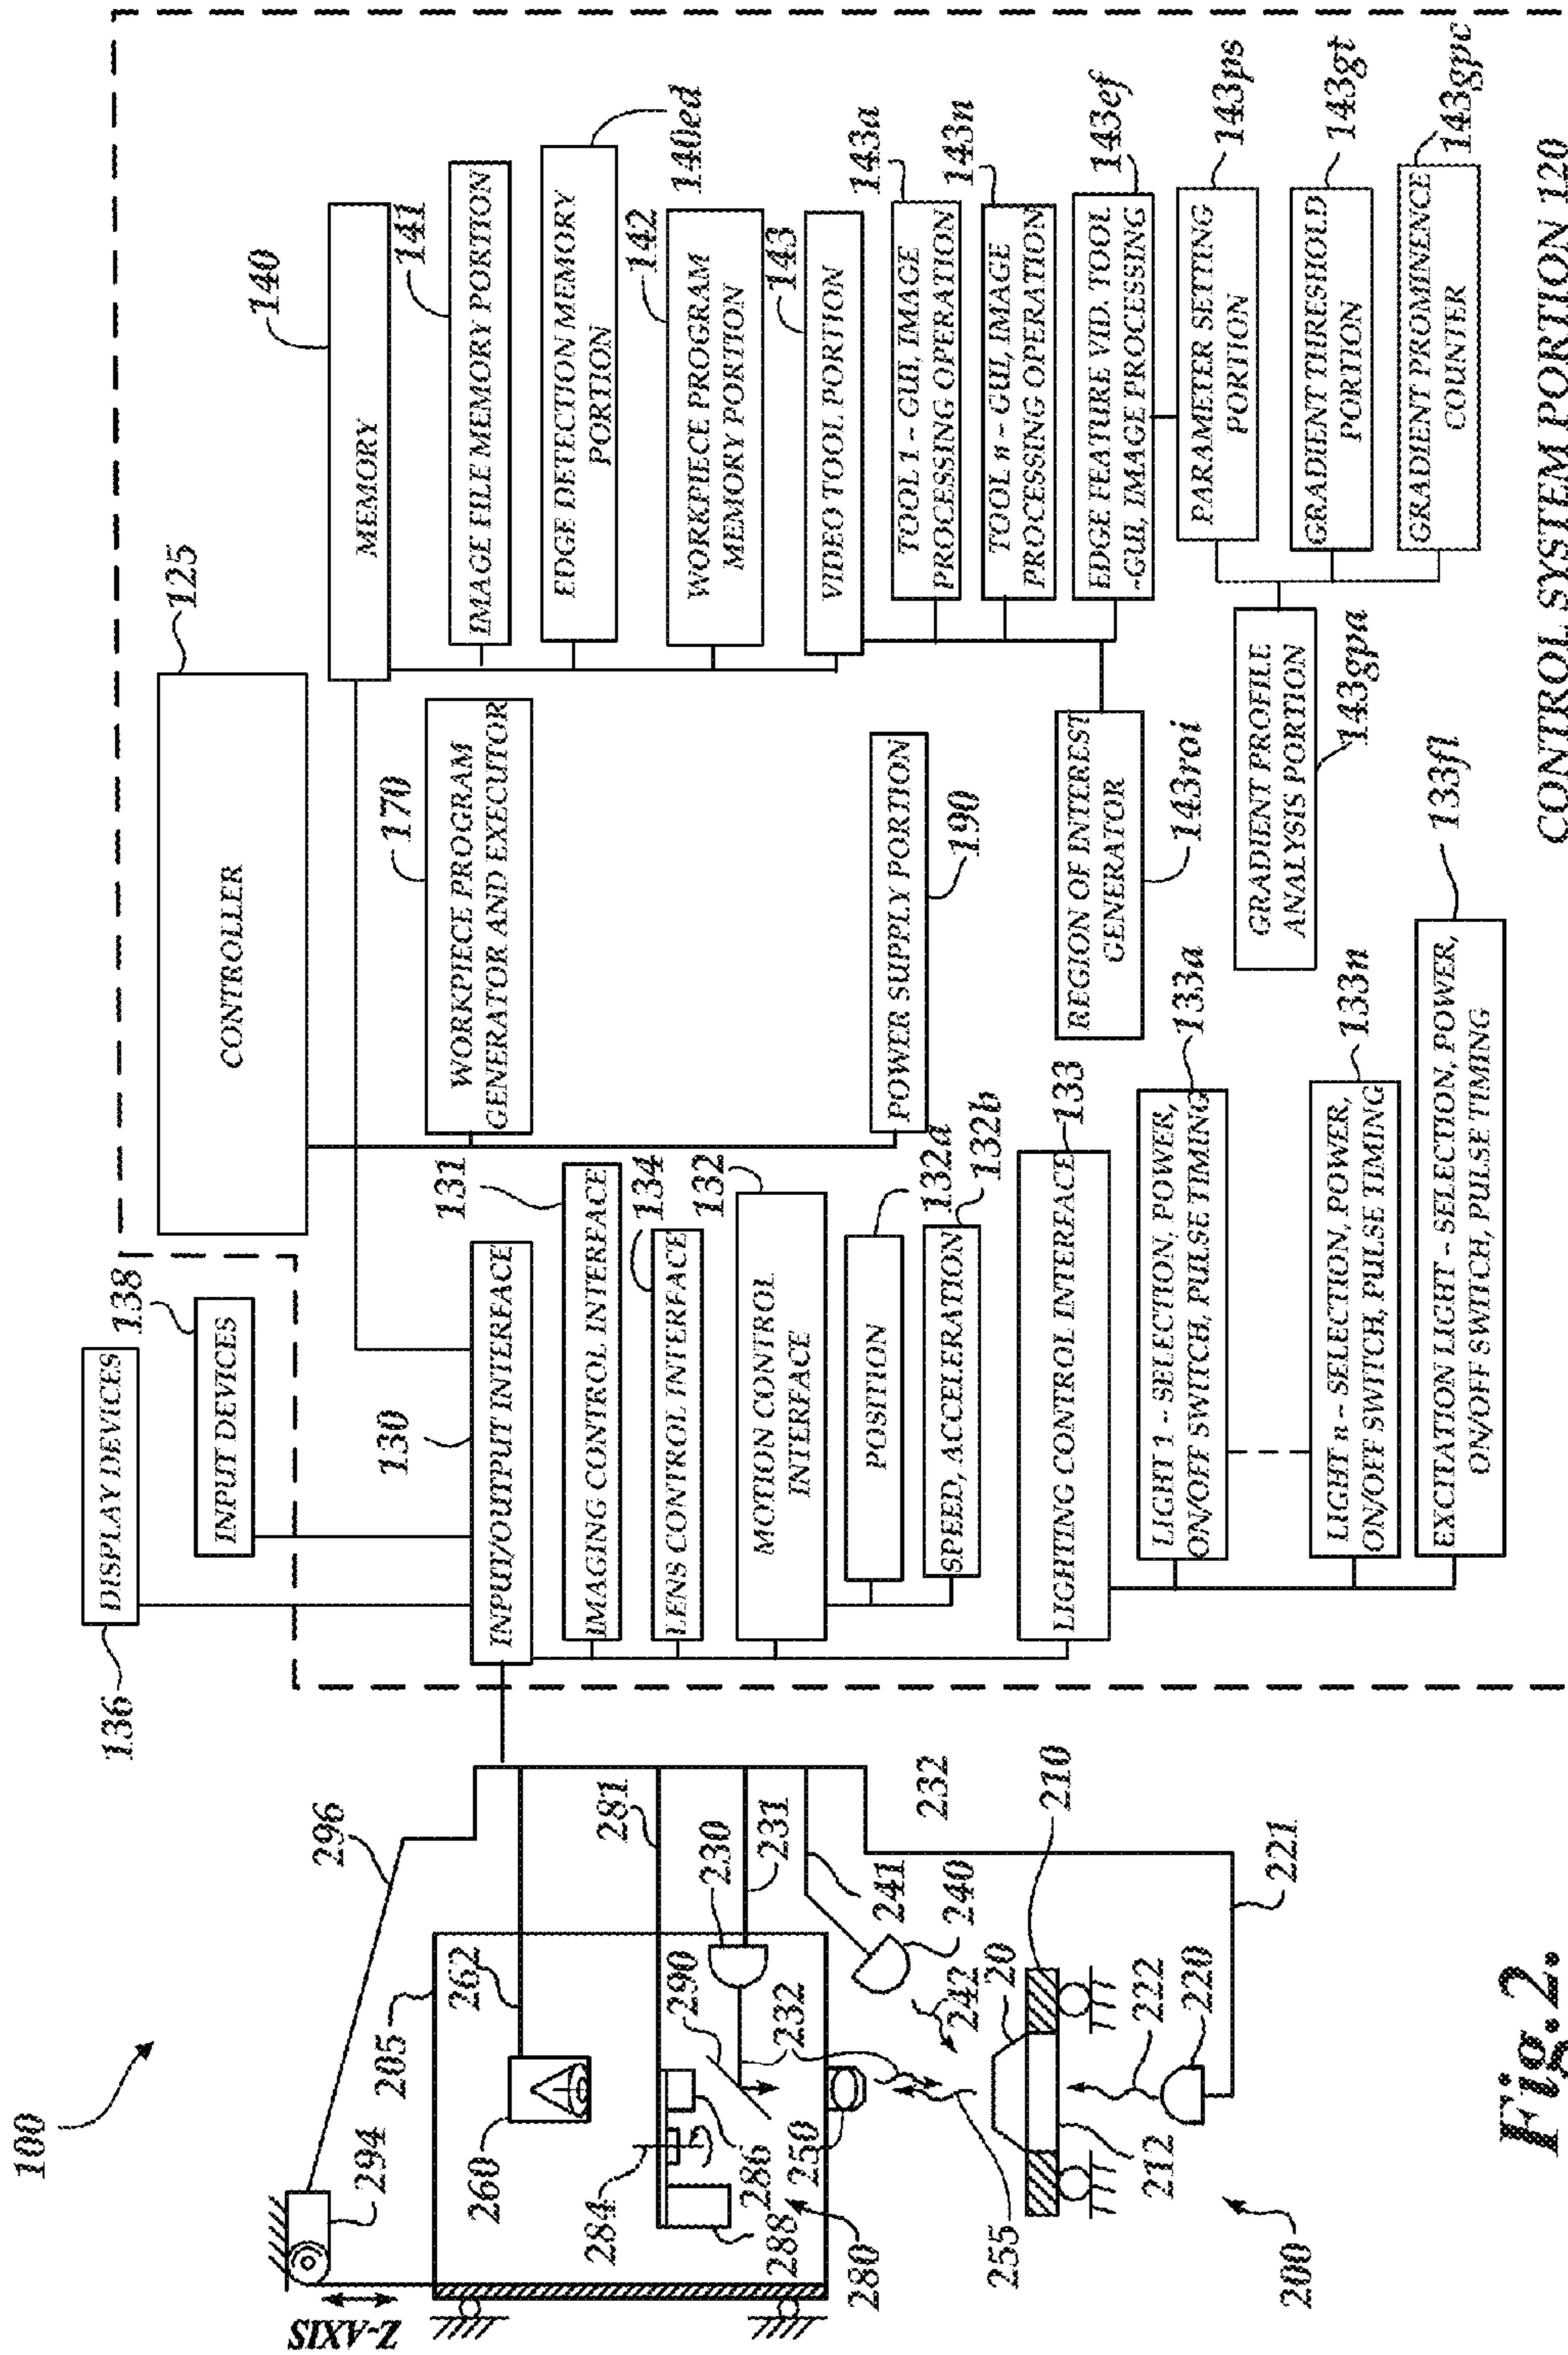 100
Z-AXIS
294
296
205
262
260
284
288
286
250
280
281
290
230
231
232
241
240
242
232
255
20
210
212
222
220
221
200
Fig. 2.
136
DISPLAY DEVICES
138
INPUT DEVICES
130
INPUT/OUTPUT INTERFACE
131
IMAGING CONTROL INTERFACE
134
LENS CONTROL INTERFACE
132
MOTION CONTROL
INTERFACE
132a
POSITION
132b
SPEED, ACCELERATION
133
LIGHTING CONTROL INTERFACE
133a
LIGHT 1 -- SELECTION, POWER,
ON/OFF SWITCH, PULSE TIMING
133n
LIGHT n -- SELECTION, POWER,
ON/OFF SWITCH, PULSE TIMING
133fl
EXCITATION LIGHT - SELECTION, POWER,
ON/OFF SWITCH, PULSE TIMING
125
CONTROLLER
170
WORKPIECE PROGRAM
GENERATOR AND EXECUTOR
190
POWER SUPPLY PORTION
140
MEMORY
141
IMAGE FILE MEMORY PORTION
140ed
EDGE DETECTION MEMORY
PORTION
142
WORKPIECE PROGRAM
MEMORY PORTION
143
VIDEO TOOL PORTION
143a
TOOL 1 - GUI, IMAGE
PROCESSING OPERATION
143n
TOOL n - GUI, IMAGE
PROCESSING OPERATION
143ef
EDGE FEATURE VID. TOOL
-GUI, IMAGE PROCESSING
143roi
REGION OF INTEREST
GENERATOR
143gpa
GRADIENT PROFILE
ANALYSIS PORTION
143ps
PARAMETER SETTING
PORTION
143gt
GRADIENT THRESHOLD
PORTION
143gpc
GRADIENT PROMINENCE
COUNTER
CONTROL SYSTEM PORTION 120